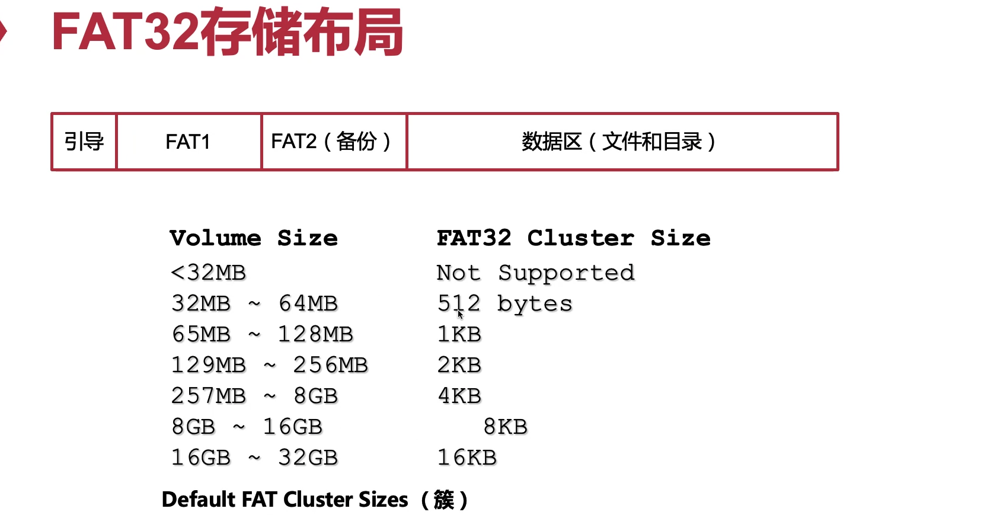 FAT32存储布局
引导 FAT1 FAT2（备份） 数据区（文件和目录）
Volume Size FAT32 Cluster Size
<32MB Not Supported
32MB ~ 64MB 512 bytes
65MB ~ 128MB 1KB
129MB ~ 256MB 2KB
257MB ~ 8GB 4KB
8GB ~ 16GB 8KB
16GB ~ 32GB 16KB
Default FAT Cluster Sizes（簇）